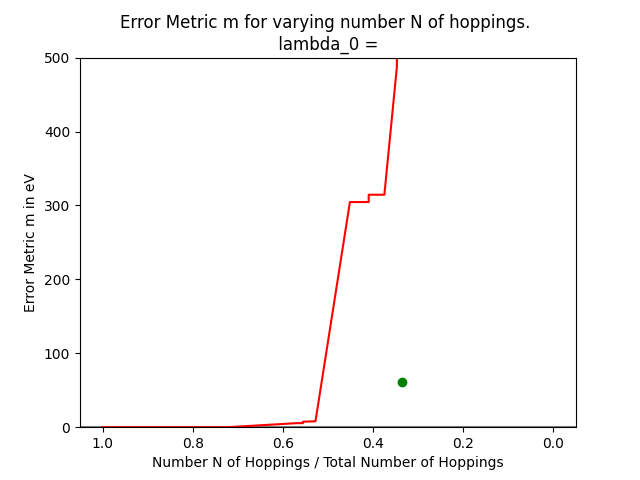 Error Metric m for varying number N of hoppings.
lambda_0 =
500
400
300
200
100
0
Error Metric m in eV
1.0 0.8 0.6 0.4 0.2 0.0
Number N of Hoppings / Total Number of Hoppings